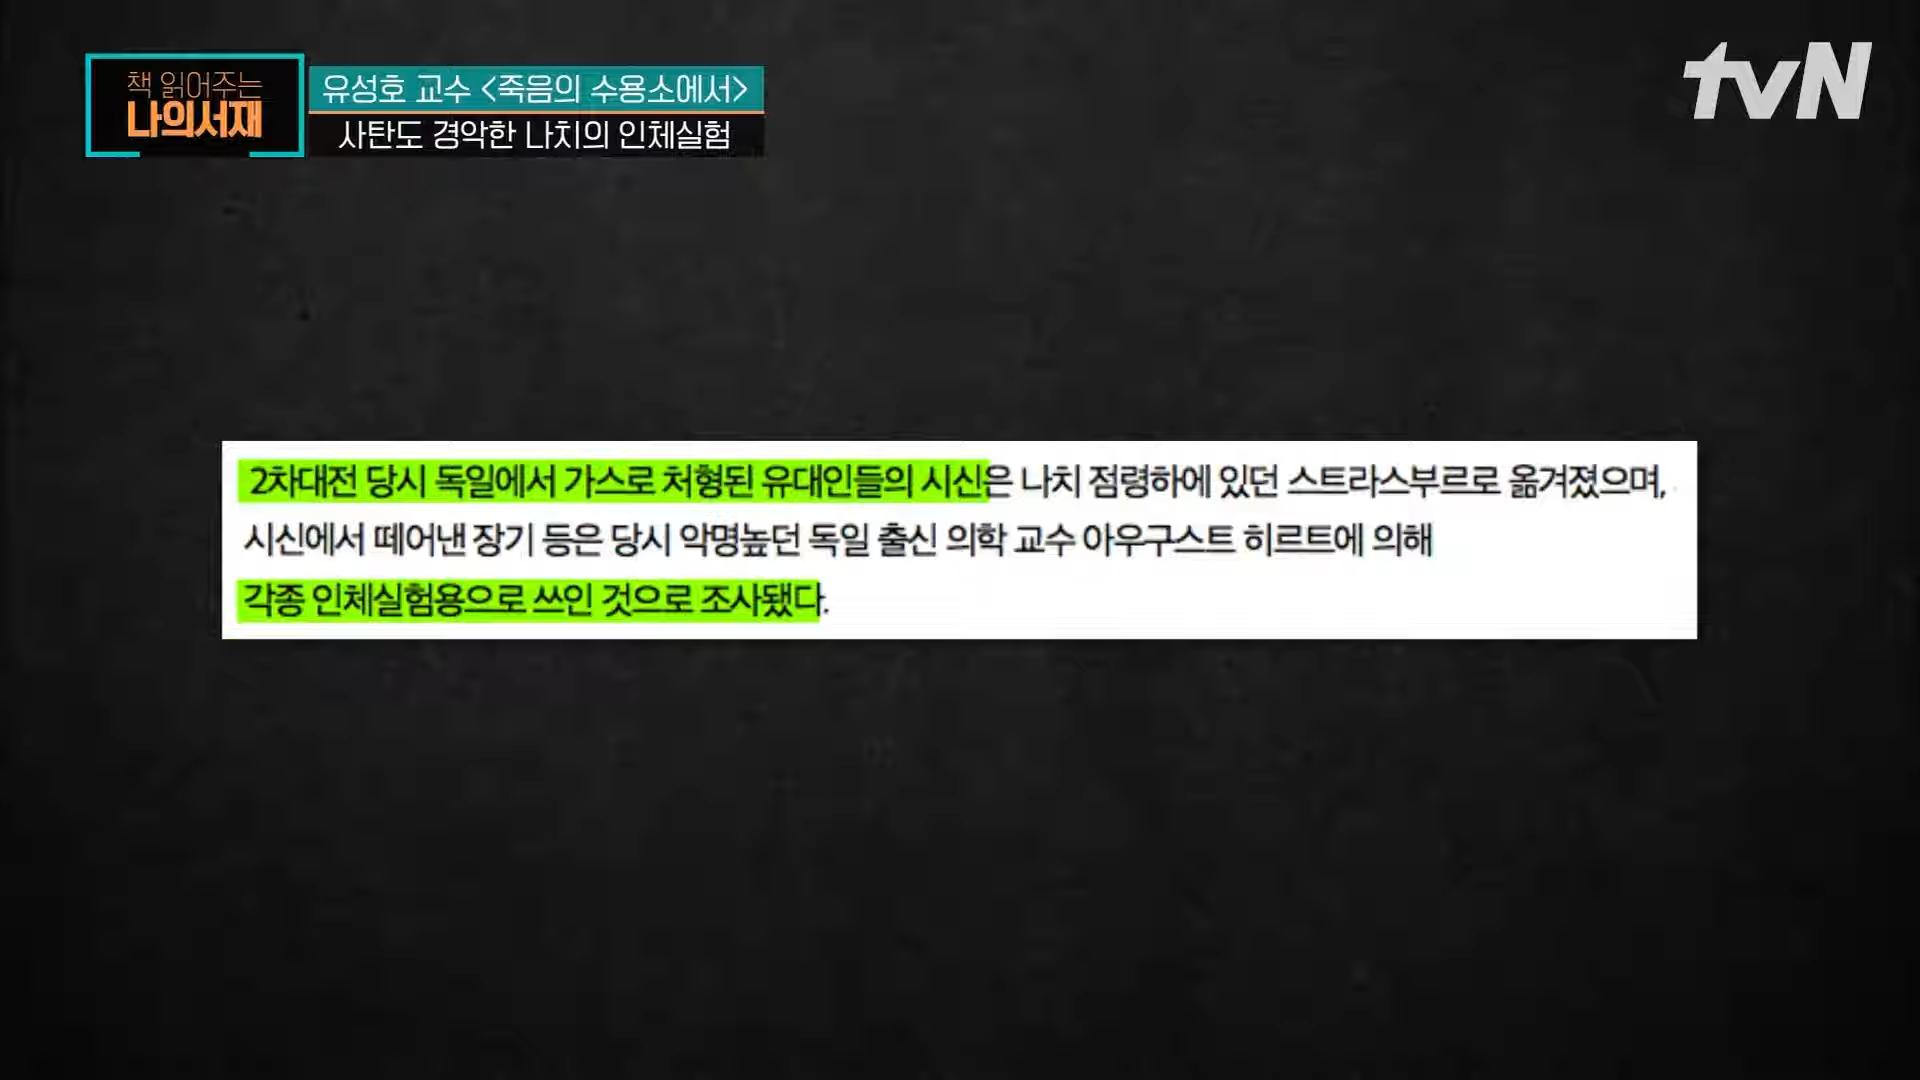 책 읽어주는
나의서재
유성호 교수 <죽음의 수용소에서>
사탄도 경악한 나치의 인체실험
tvN
2차대전 당시 독일에서 가스로 처형된 유대인들의 시신은 나치 점령하에 있던 스트라스부르로 옮겨졌으며,
시신에서 떼어낸 장기 등은 당시 악명높던 독일 출신 의학 교수 아우구스트 히르트에 의해
각종 인체실험용으로 쓰인 것으로 조사됐다.